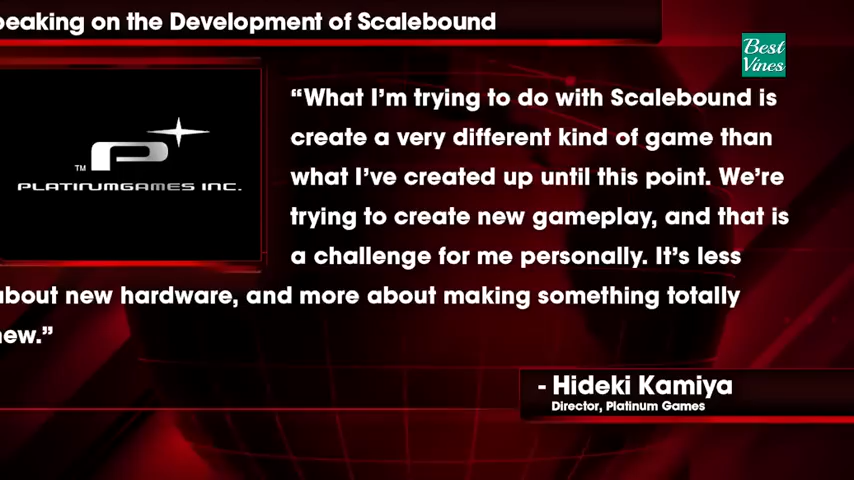 peaking on the Development of Scalebound
Best
Vines
“What I’m trying to do with Scalebound is
create a very different kind of game than
what I’ve created up until this point. We’re
trying to create new gameplay, and that is
a challenge for me personally. It’s less
about new hardware, and more about making something totally
new.”
TM
PLATINUMGAMES INC.
- Hideki Kamiya
Director, Platinum Games